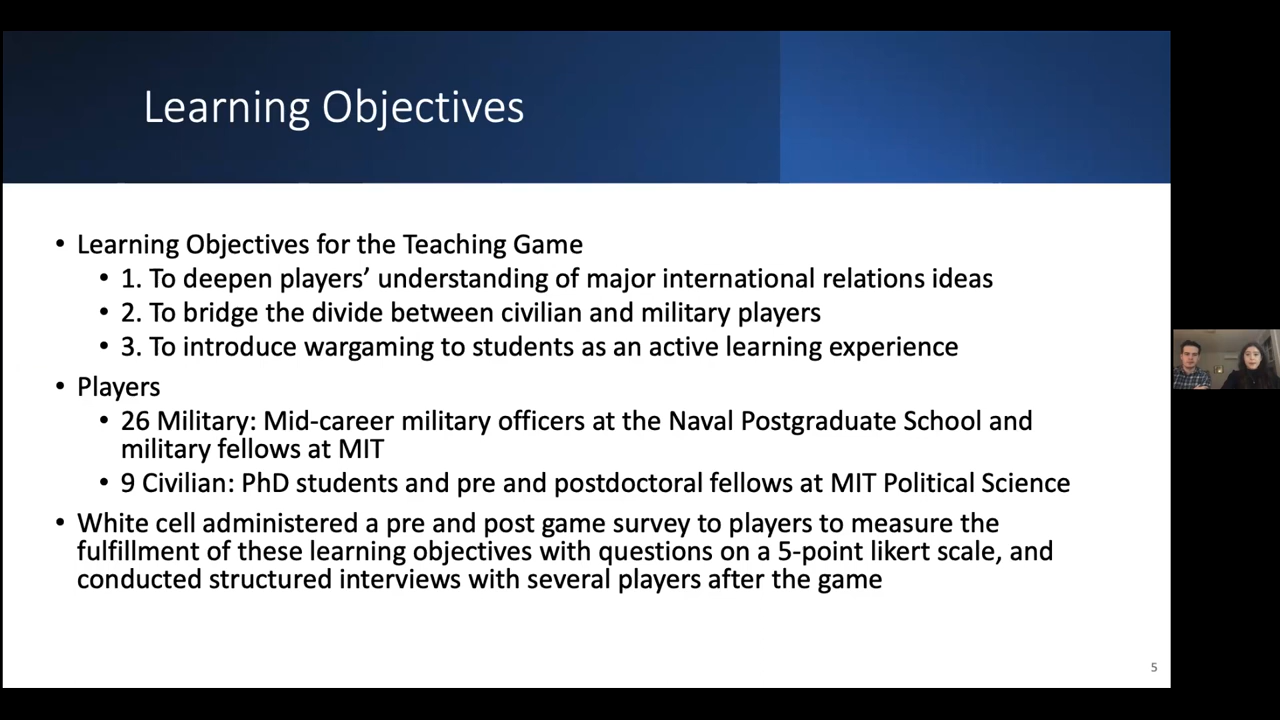 Learning Objectives
• Learning Objectives for the Teaching Game
• 1. To deepen players’ understanding of major international relations ideas
• 2. To bridge the divide between civilian and military players
• 3. To introduce wargaming to students as an active learning experience
• Players
• 26 Military: Mid-career military officers at the Naval Postgraduate School and
military fellows at MIT
• 9 Civilian: PhD students and pre and postdoctoral fellows at MIT Political Science
• White cell administered a pre and post game survey to players to measure the
fulfillment of these learning objectives with questions on a 5-point likert scale, and
conducted structured interviews with several players after the game
5